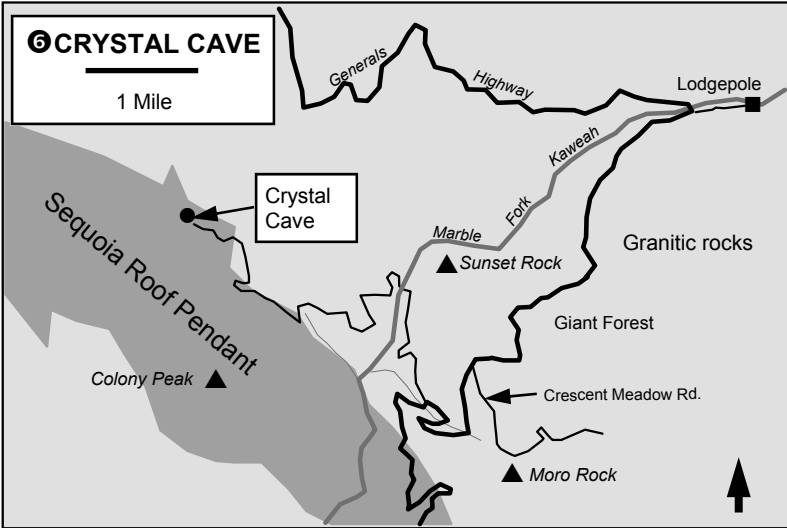 ❻CRYSTAL CAVE
1 Mile
Generals
Highway
Lodgepole
Kaweah
Fork
Marble
Crystal
Cave
Sequoia Roof Pendant
Sunset Rock
Granitic rocks
Giant Forest
Colony Peak
Crescent Meadow Rd.
Moro Rock